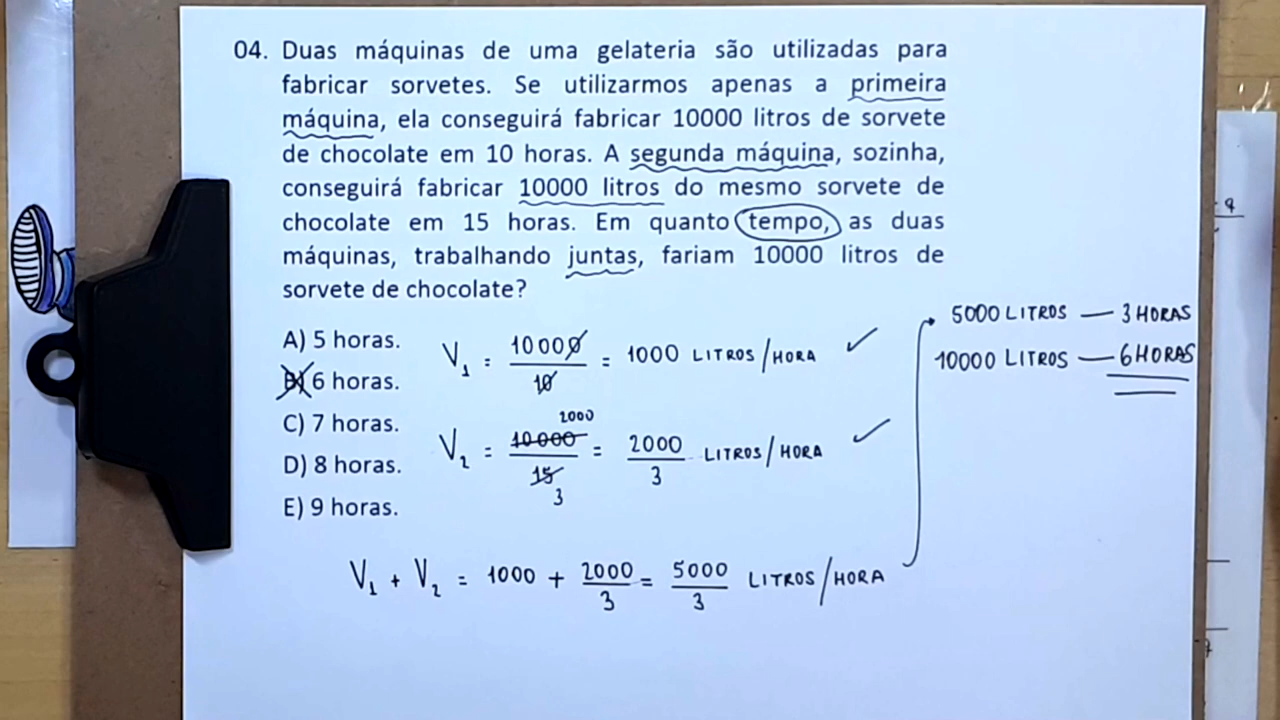 04. Duas máquinas de uma gelateria são utilizadas para
fabricar sorvetes. Se utilizarmos apenas a primeira
máquina, ela conseguirá fabricar 10000 litros de sorvete
de chocolate em 10 horas. A segunda máquina, sozinha,
conseguirá fabricar 10000 litros do mesmo sorvete de
chocolate em 15 horas. Em quanto tempo, as duas
máquinas, trabalhando juntas, fariam 10000 litros de
sorvete de chocolate?
A) 5 horas.
B) 6 horas.
C) 7 horas.
D) 8 horas.
E) 9 horas.
V₁ = 10000/10 = 1000 LITROS/HORA ✓
2000
V₂ = 10000/15 = 2000/3 LITROS/HORA ✓
3
V₁ + V₂ = 1000 + 2000/3 = 5000/3 LITROS/HORA
5000 LITROS — 3 HORAS
10000 LITROS — 6 HORAS